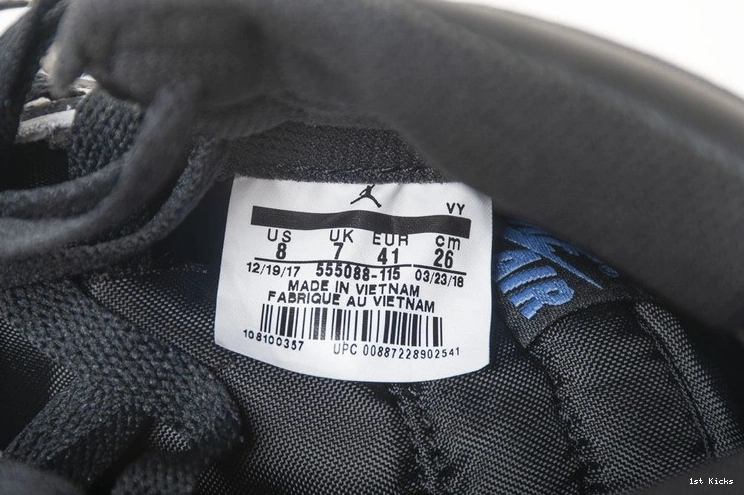 VY
US UK EUR cm
8 7 41 26
12/19/17 555088-115 03/23/18
MADE IN VIETNAM
FABRIQUE AU VIETNAM
108100357 UPC 00887228902541
AIR
1st Kicks